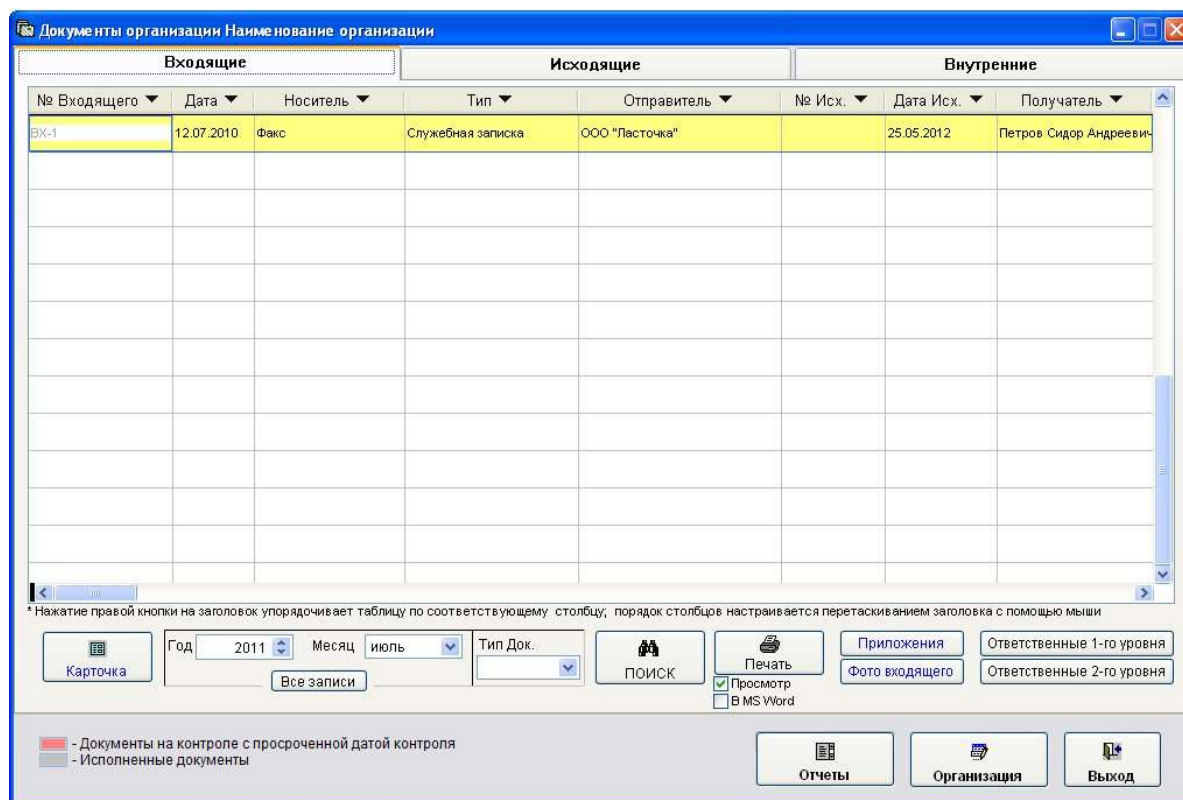 Документы организации Наименование организации
Входящие Исходящие Внутренние
№ Входящего Дата Носитель Тип Отправитель № Исх. Дата Исх. Получатель
ВХ-1 12.07.2010 Факс Служебная записка ООО "Ласточка" 25.05.2012 Петров Сидор Андреевич
* Нажатие правой кнопки на заголовок упорядочивает таблицу по соответствующему столбцу; порядок столбцов настраивается перетаскиванием заголовка с помощью мыши
Карточка
Год 2011 Месяц июль Тип Док.
Все записи
ПОИСК
Печать
Просмотр
В MS Word
Приложения
Фото входящего
Ответственные 1-го уровня
Ответственные 2-го уровня
- Документы на контроле с просроченной датой контроля
- Исполненные документы
Отчеты Организация Выход